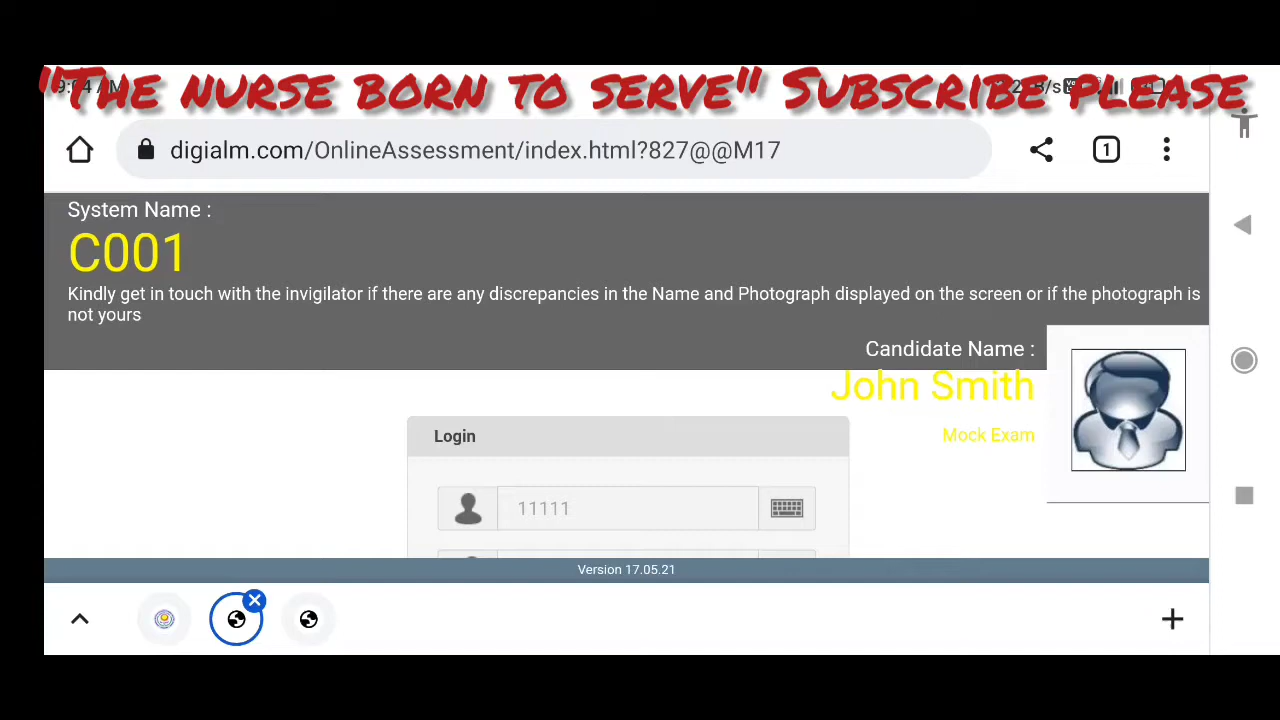 "The nurse born to serve" Subscribe please
digialm.com/OnlineAssessment/index.html?827@@M17
1
System Name :
C001
Kindly get in touch with the invigilator if there are any discrepancies in the Name and Photograph displayed on the screen or if the photograph is
not yours
Candidate Name :
John Smith
Mock Exam
Login
11111
Version 17.05.21